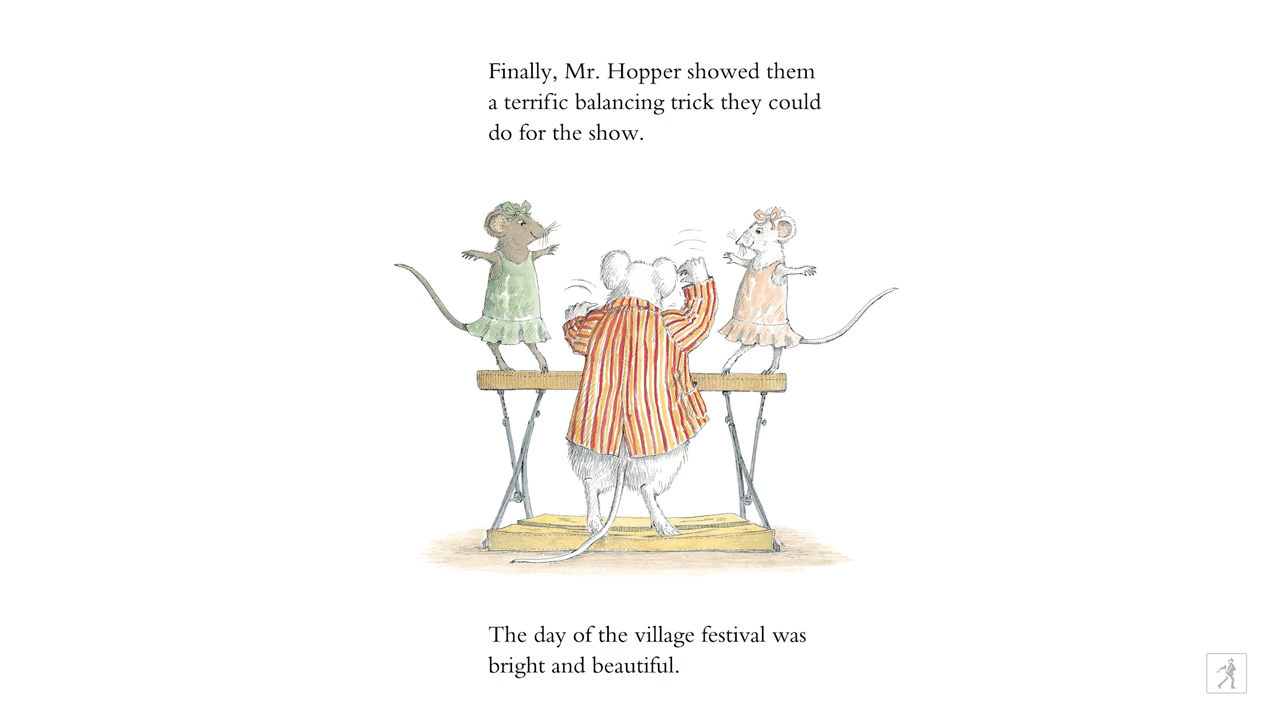 Finally, Mr. Hopper showed them
a terrific balancing trick they could
do for the show.
The day of the village festival was
bright and beautiful.